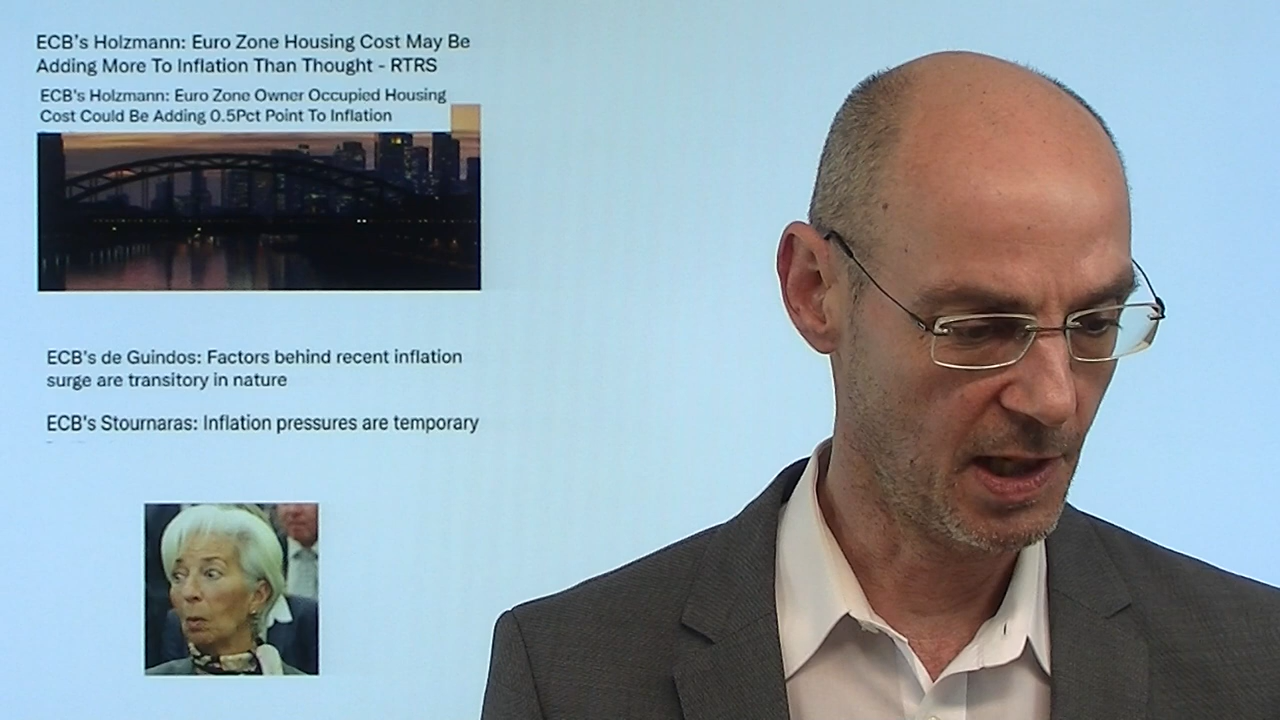 ECB's Holzmann: Euro Zone Housing Cost May Be
Adding More To Inflation Than Thought - RTRS
ECB's Holzmann: Euro Zone Owner Occupied Housing
Cost Could Be Adding 0.5Pct Point To Inflation
ECB's de Guindos: Factors behind recent inflation
surge are transitory in nature
ECB's Stournaras: Inflation pressures are temporary